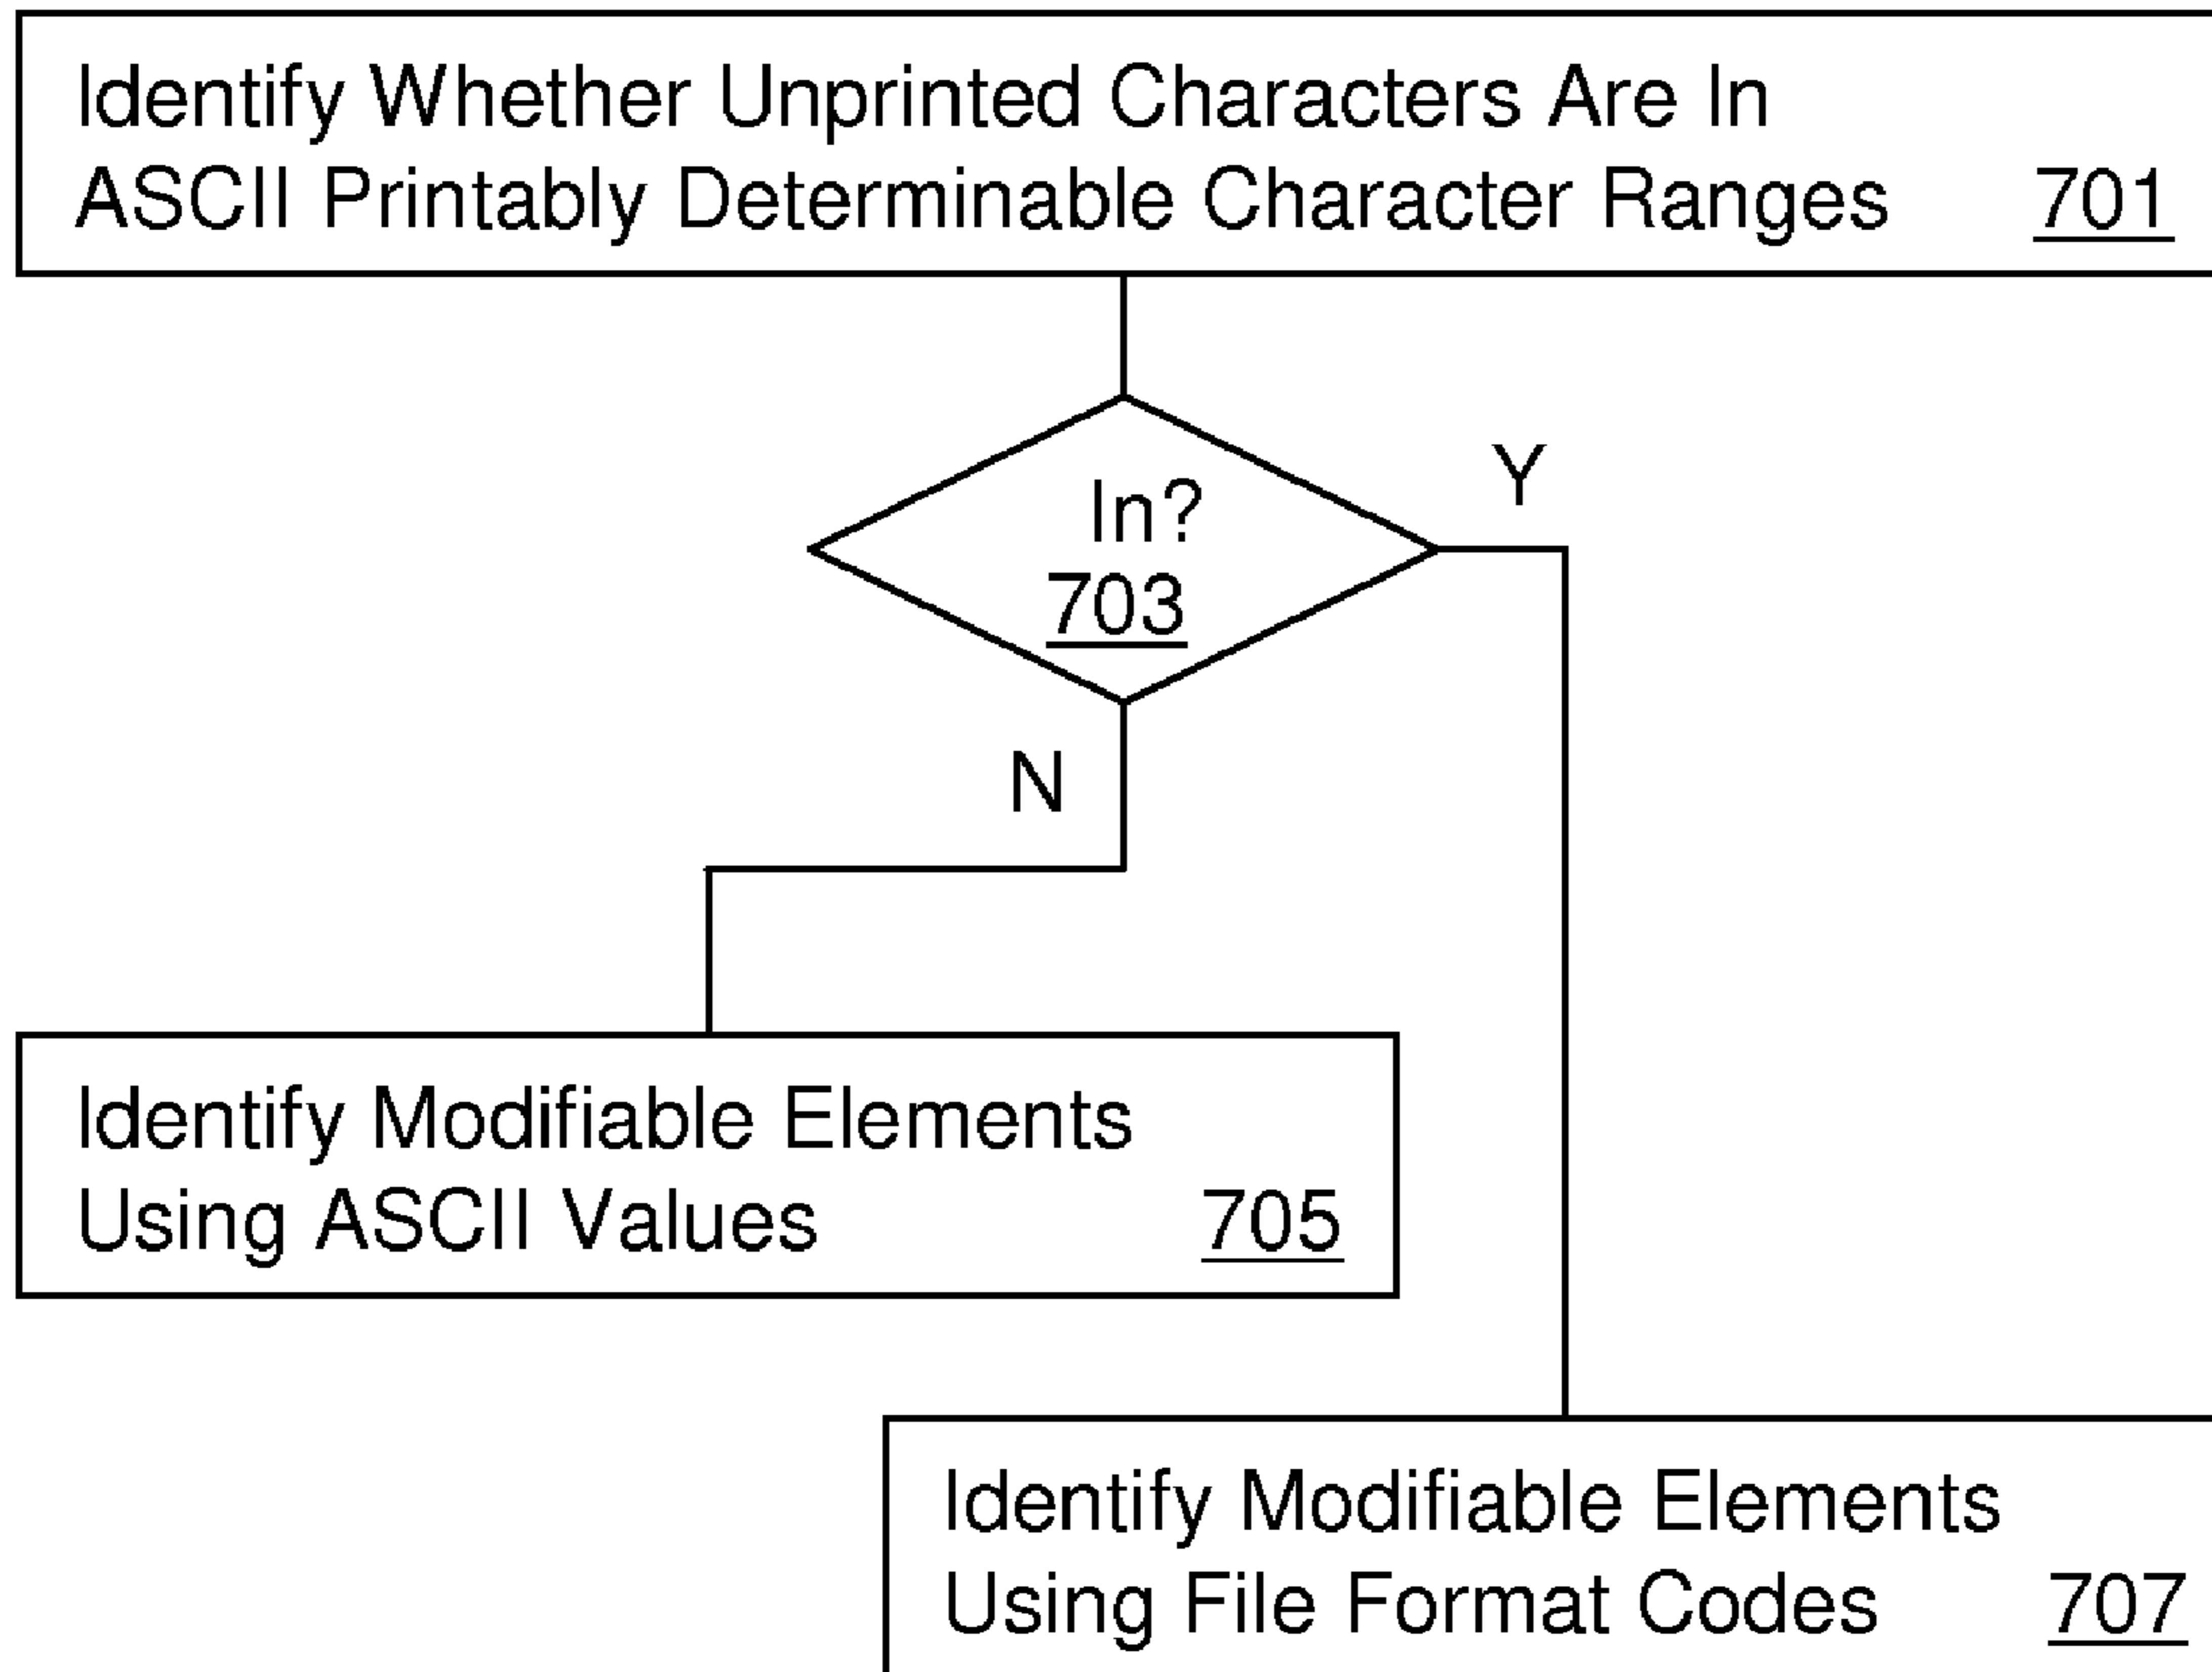 Identify Whether Unprinted Characters Are In
ASCII Printably Determinable Character Ranges 701
In?
703
Y
N
Identify Modifiable Elements
Using ASCII Values 705
Identify Modifiable Elements
Using File Format Codes 707